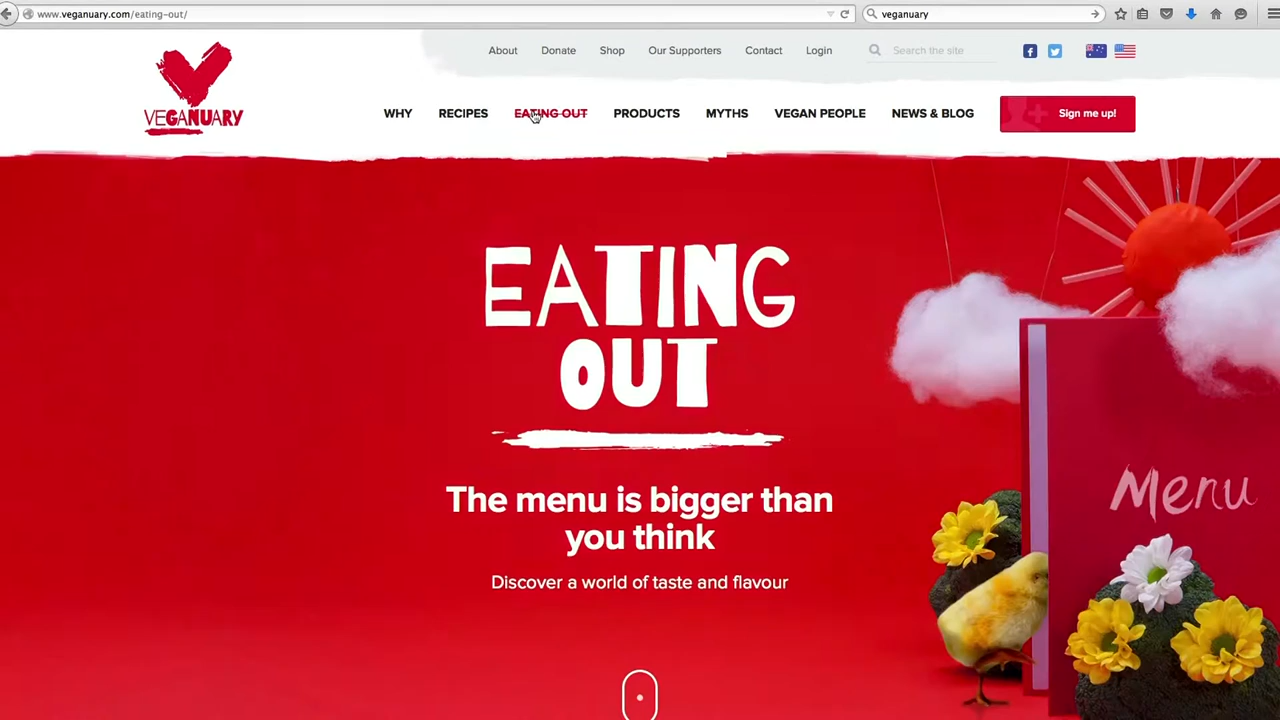 www.veganuary.com/eating-out/
veganuary
About Donate Shop Our Supporters Contact Login Search the site
VEGANUARY
WHY RECIPES EATING OUT PRODUCTS MYTHS VEGAN PEOPLE NEWS & BLOG Sign me up!
EATING
OUT
The menu is bigger than
you think
Discover a world of taste and flavour
Menu